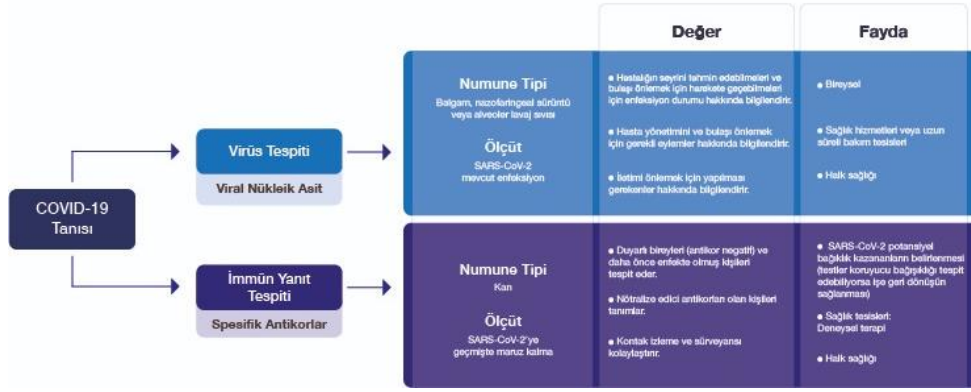 Değer
Fayda
COVID-19
Tanısı
Virüs Tespiti
Viral Nükleik Asit
Numune Tipi
Balgam, nazofaringeal sürüntü
veya alveoler lavaj sıvısı
Ölçüt
SARS-CoV-2
mevcut enfeksiyon
• Hastalığın seyrini tahmin edebilmeleri ve
bulaşı önlemek için harekete geçebilmeleri
için enfeksiyon durumu hakkında bilgilendirir.
• Hasta yönetimini ve bulaşı önlemek
için gerekli eylemler hakkında bilgilendirir.
• İletimi önlemek için yapılması
gerekenler hakkında bilgilendirir.
• Bireysel
• Sağlık hizmetleri veya uzun
süreli bakım tesisleri
• Halk sağlığı
İmmün Yanıt
Tespiti
Spesifik Antikorlar
Numune Tipi
Kan
Ölçüt
SARS-CoV-2'ye
geçmişte maruz kalma
• Duyarlı bireyleri (antikor negatif) ve
daha önce enfekte olmuş kişileri
tespit eder.
• Nötralize edici antikorları olan kişileri
tanımlar.
• Kontak izleme ve sürveyansı
kolaylaştırır.
• SARS-CoV-2 potansiyel
bağışıklık kazananların belirlenmesi
(testler koruyucu bağışıklığı tespit
edebiliyorsa işe geri dönüşün
sağlanması)
• Sağlık tesisleri:
Deneysel terapi
• Halk sağlığı